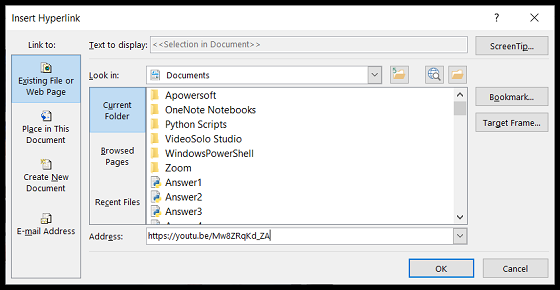 Insert Hyperlink
? ×
Link to:
Text to display: <<Selection in Document>>
ScreenTip...
Existing File or
Web Page
Look in:
Documents
Current
Folder
Apowersoft
OneNote Notebooks
Python Scripts
VideoSolo Studio
WindowsPowerShell
Zoom
Answer1
Answer2
Answer3
Bookmark...
Target Frame...
Place in This
Document
Browsed
Pages
Create New
Document
Recent Files
E-mail Address
Address:
https://youtu.be/Mw8ZRqKd_ZA
OK
Cancel